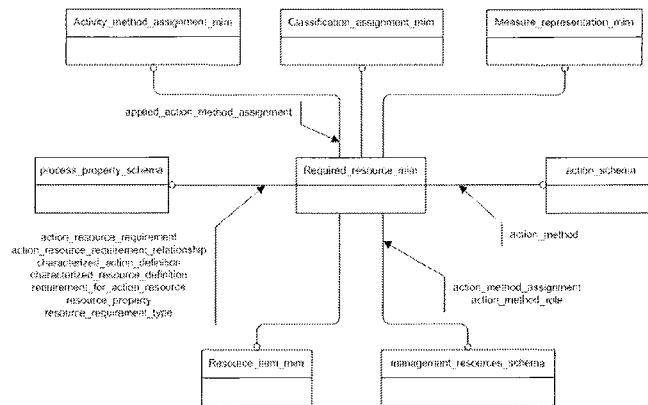 Activity_method_assignment_mim
Classification_assignment_mim
Measure_representation_mim
applied_action_method_assignment
process_property_schema
Required_resource_mim
action_schema
action_resource_requirement
action_resource_requirement_relationship
characterized_action_definition
characterized_resource_definition
requirement_for_action_resource
resource_property
resource_requirement_type
action_method
action_method_assignment
action_method_role
Resource_item_mim
management_resources_schema